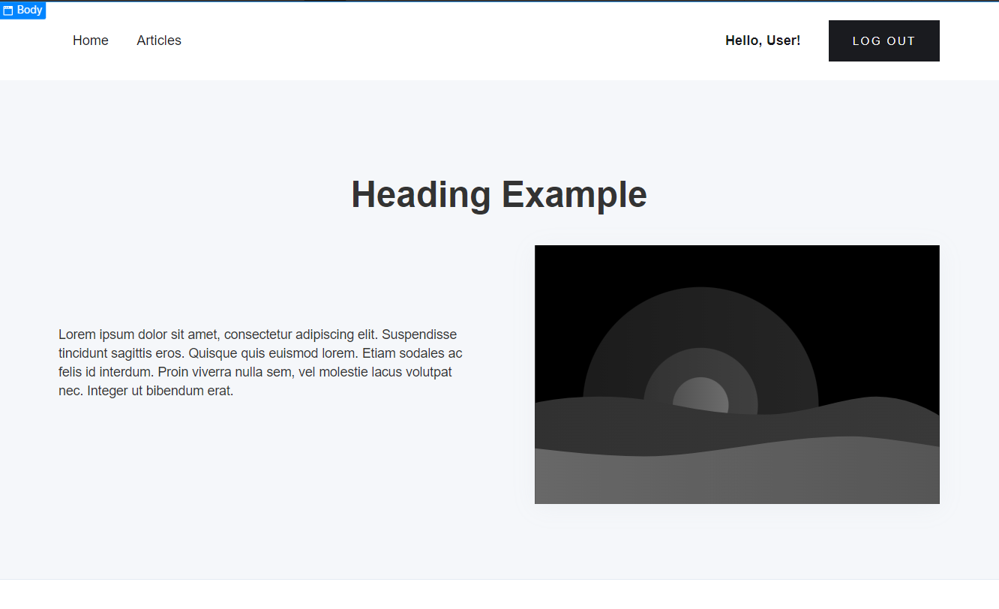 Body
Home Articles Hello, User! LOG OUT
Heading Example
Lorem ipsum dolor sit amet, consectetur adipiscing elit. Suspendisse
tincidunt sagittis eros. Quisque quis euismod lorem. Etiam sodales ac
felis id interdum. Proin viverra nulla sem, vel molestie lacus volutpat
nec. Integer ut bibendum erat.